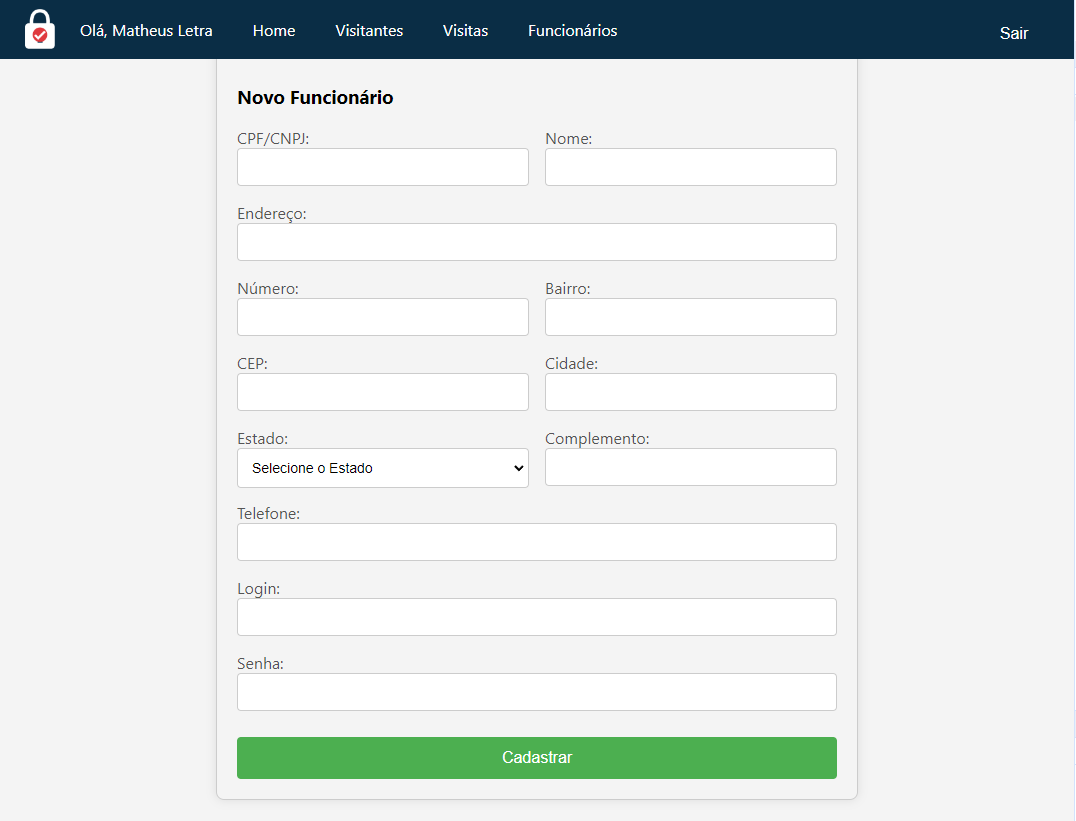 Olá, Matheus Letra Home Visitantes Visitas Funcionários Sair
Novo Funcionário
CPF/CNPJ: Nome:
Endereço:
Número: Bairro:
CEP: Cidade:
Estado: Complemento:
Selecione o Estado
Telefone:
Login:
Senha:
Cadastrar